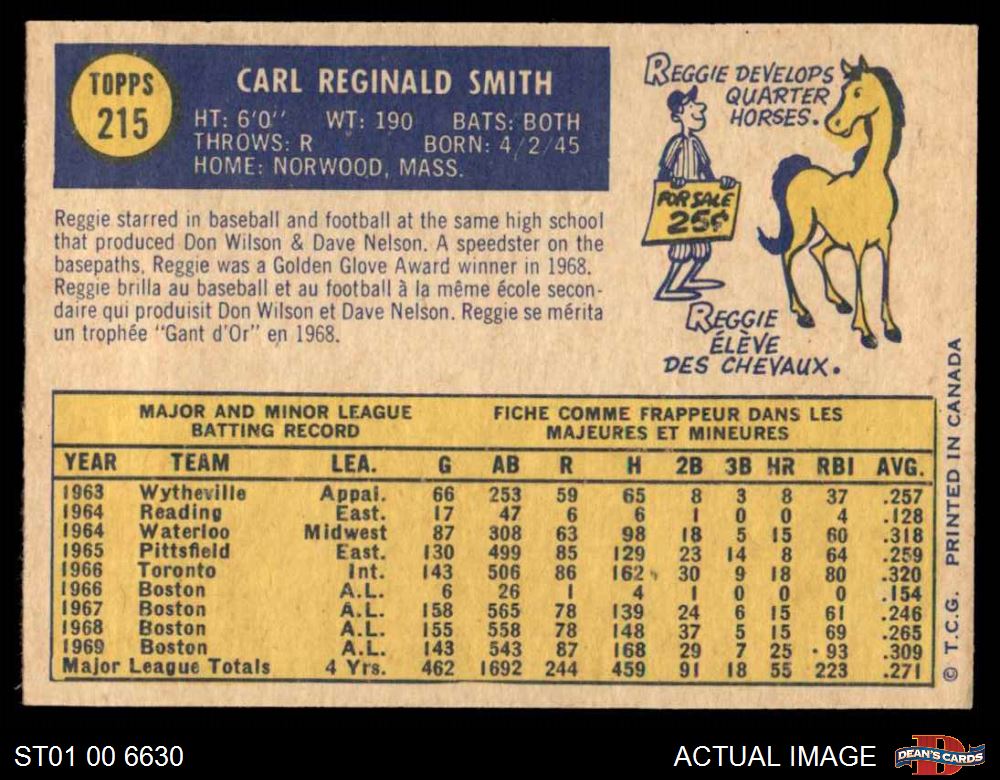 TOPPS
215
CARL REGINALD SMITH
HT: 6'0" WT: 190 BATS: BOTH
THROWS: R BORN: 4/2/45
HOME: NORWOOD, MASS.
Reggie starred in baseball and football at the same high school
that produced Don Wilson & Dave Nelson. A speedster on the
basepaths, Reggie was a Golden Glove Award winner in 1968.
Reggie brilla au baseball et au football à la même école secon-
daire qui produisit Don Wilson et Dave Nelson. Reggie se mérita
un trophée "Gant d'Or" en 1968.
REGGIE DEVELOPS
QUARTER
HORSES.
FOR SALE
25¢
REGGIE
ÉLÈVE
DES CHEVAUX.
MAJOR AND MINOR LEAGUE
BATTING RECORD
FICHE COMME FRAPPEUR DANS LES
MAJEURES ET MINEURES
YEAR TEAM LEA. G AB R H 2B 3B HR RBI AVG.
1963 Wytheville Appal. 66 253 59 65 8 3 8 37 .257
1964 Reading East. 17 47 6 6 1 0 0 4 .128
1964 Waterloo Midwest 87 308 63 98 18 5 15 60 .318
1965 Pittsfield East. 130 499 85 129 23 14 8 64 .259
1966 Toronto Int. 143 506 86 162 30 9 18 80 .320
1966 Boston A.L. 6 26 1 4 1 0 0 0 .154
1967 Boston A.L. 158 565 78 139 24 6 15 61 .246
1968 Boston A.L. 155 558 78 148 37 5 15 69 .265
1969 Boston A.L. 143 543 87 168 29 7 25 93 .309
Major League Totals 4 Yrs. 462 1692 244 459 91 18 55 223 .271
© T.C.G. PRINTED IN CANADA
ST01 00 6630
ACTUAL IMAGE
DEAN'S CARDS